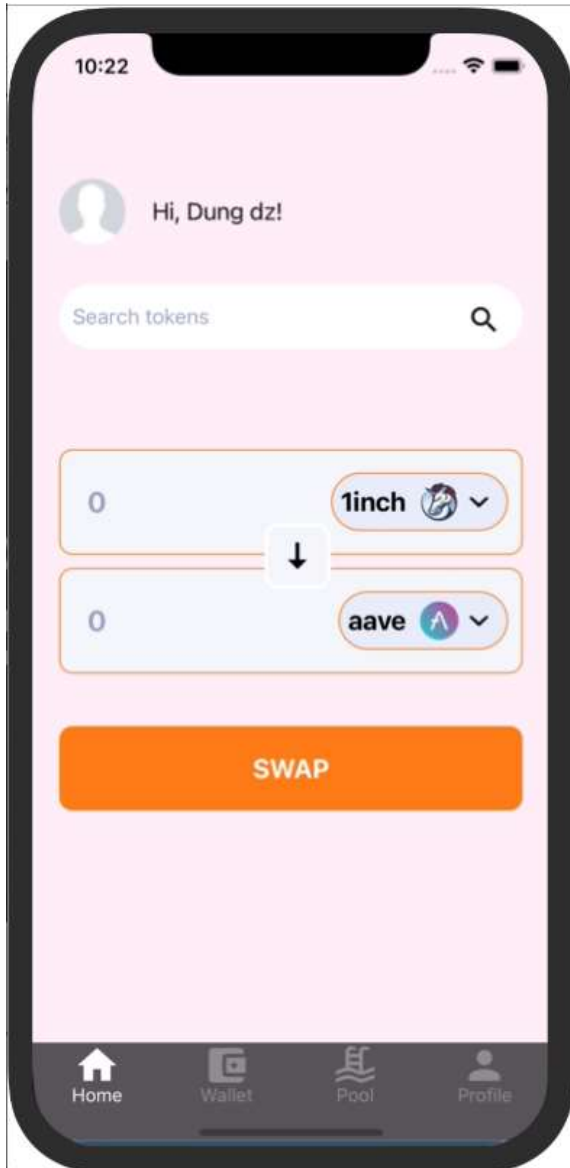 10:22
Hi, Dung dz!
Search tokens
0
1inch
0
aave
SWAP
Home Wallet Pool Profile